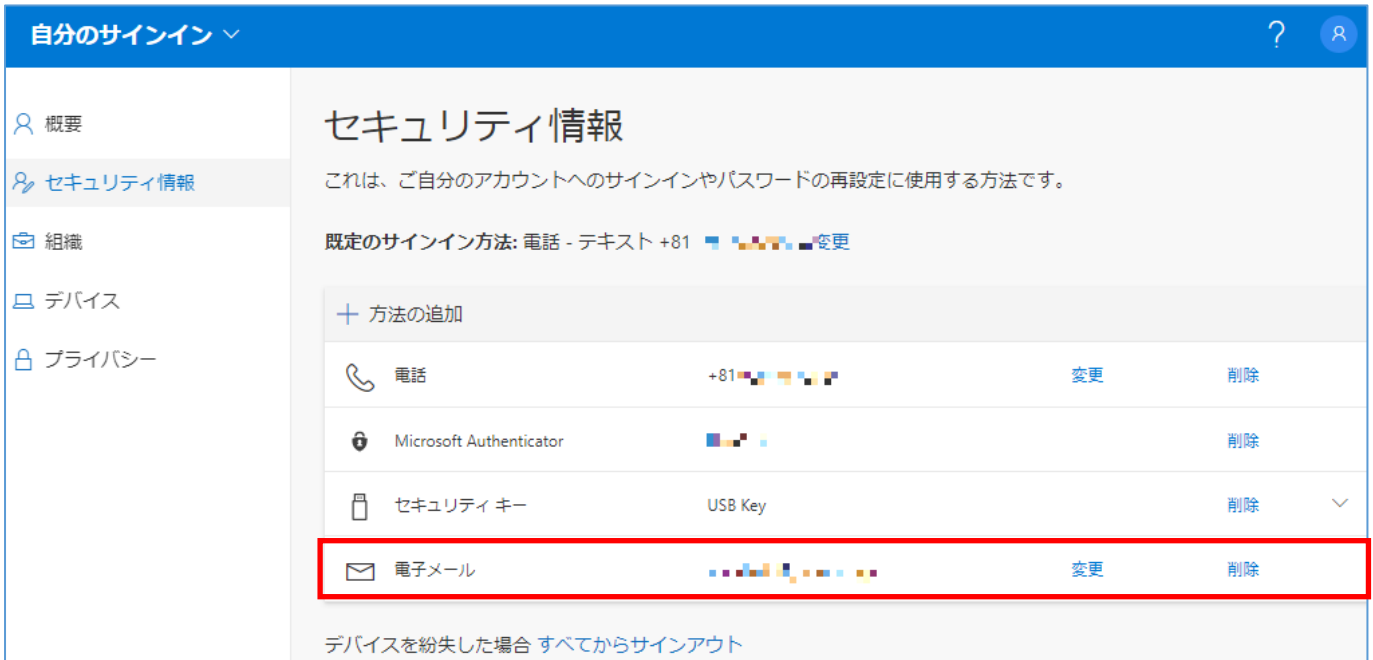 自分のサインイン
?
概要
セキュリティ情報
組織
デバイス
プライバシー
セキュリティ情報
これは、ご自分のアカウントへのサインインやパスワードの再設定に使用する方法です。
既定のサインイン方法: 電話 - テキスト +81 変更
方法の追加
電話 +81 変更 削除
Microsoft Authenticator 削除
セキュリティ キー USB Key 削除
電子メール 変更 削除
デバイスを紛失した場合 すべてからサインアウト